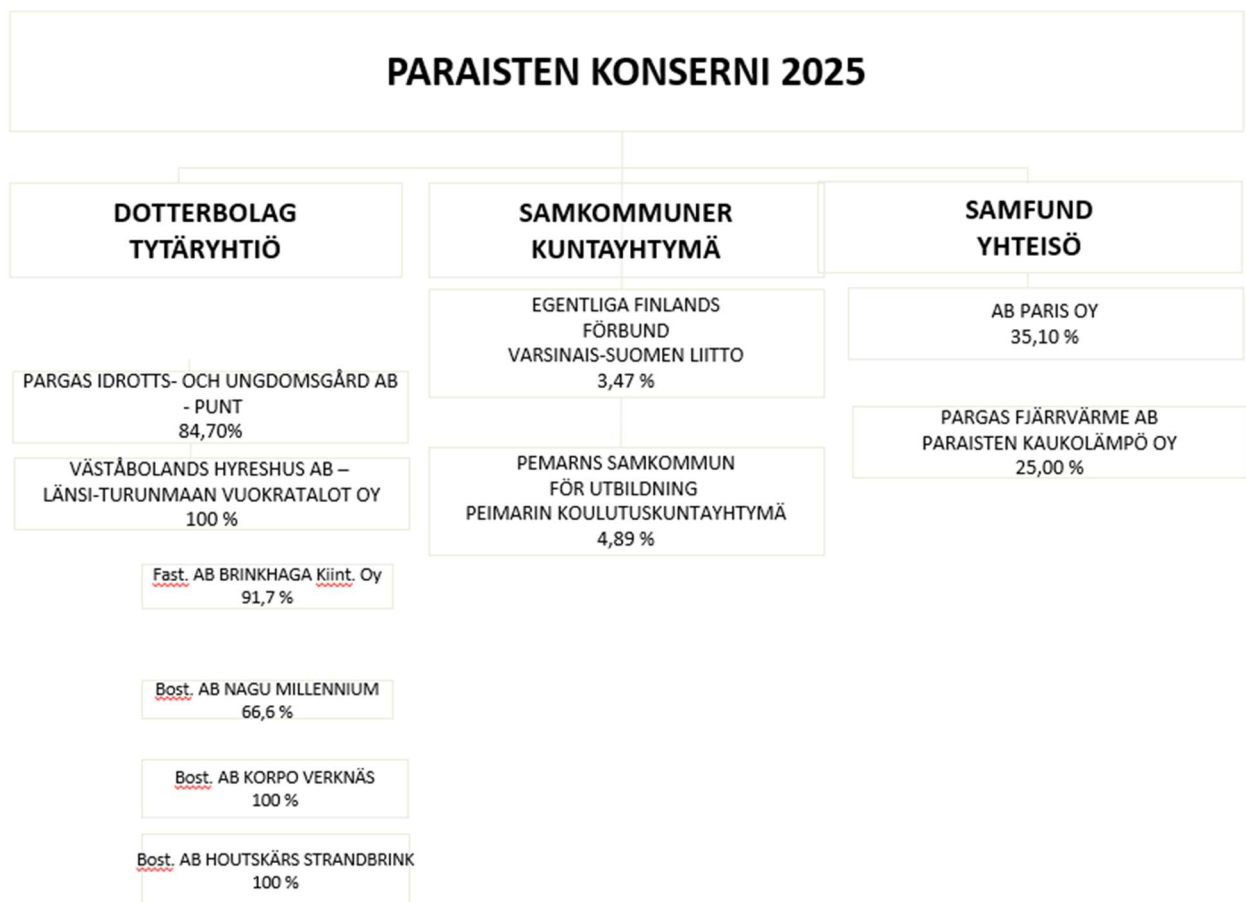 PARAISTEN KONSERNI 2025
DOTTERBOLAG
TYTÄRYHTIÖ
PARGAS IDROTTS- OCH UNGDOMSGÅRD AB
- PUNT
84,70%
VÄSTÅBOLANDS HYRESHUS AB –
LÄNSI-TURUNMAAN VUOKRATALOT OY
100 %
Fast. AB BRINKHAGA Kiint. Oy
91,7 %
Bost. AB NAGU MILLENNIUM
66,6 %
Bost. AB KORPO VERKNÄS
100 %
Bost. AB HOUTSKÄRS STRANDBRINK
100 %
SAMKOMMUNER
KUNTAYHTYMÄ
EGENTLIGA FINLANDS
FÖRBUND
VARSINAIS-SUOMEN LIITTO
3,47 %
PEMARNS SAMKOMMUN
FÖR UTBILDNING
PEIMARIN KOULUTUSKUNTAYHTYMÄ
4,89 %
SAMFUND
YHTEISÖ
AB PARIS OY
35,10 %
PARGAS FJÄRRVÄRME AB
PARAISTEN KAUKOLÄMPÖ OY
25,00 %